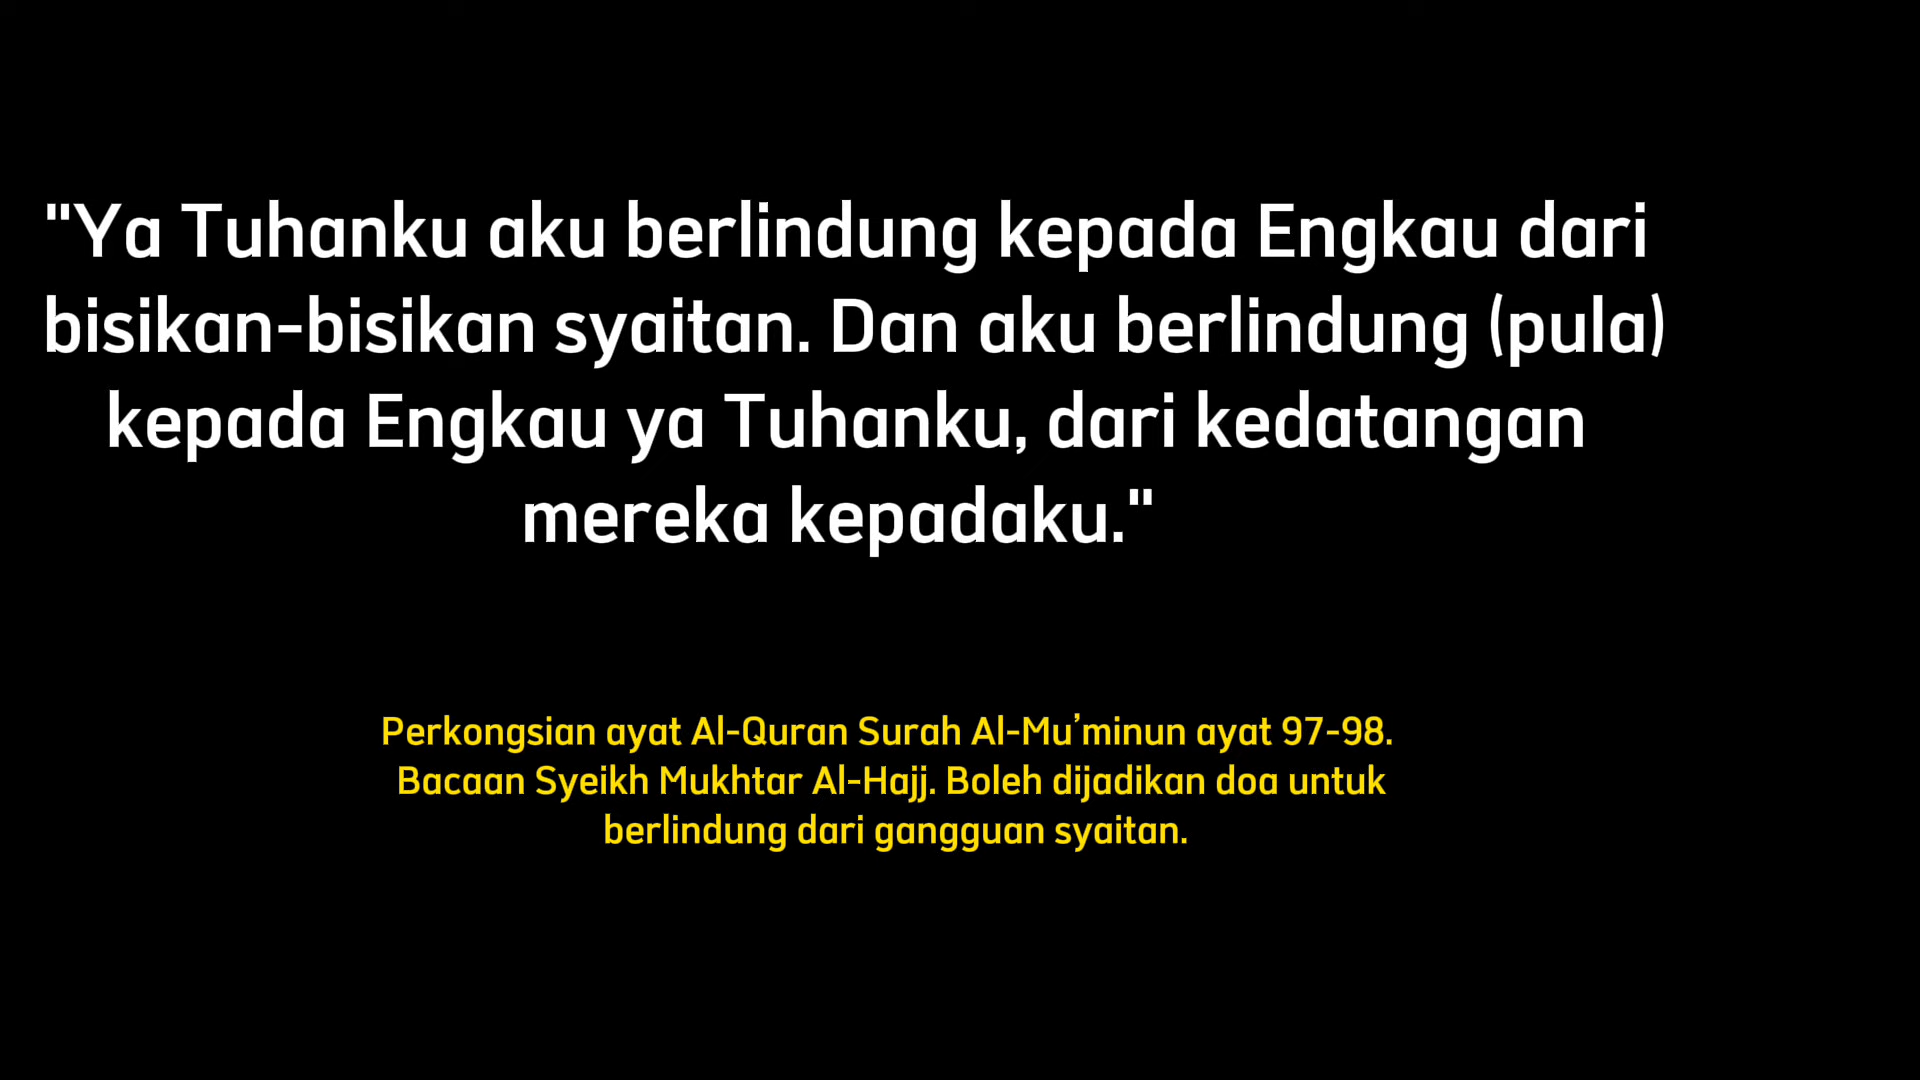 "Ya Tuhanku aku berlindung kepada Engkau dari
bisikan-bisikan syaitan. Dan aku berlindung (pula)
kepada Engkau ya Tuhanku, dari kedatangan
mereka kepadaku."
Perkongsian ayat Al-Quran Surah Al-Mu’minun ayat 97-98.
Bacaan Syeikh Mukhtar Al-Hajj. Boleh dijadikan doa untuk
berlindung dari gangguan syaitan.